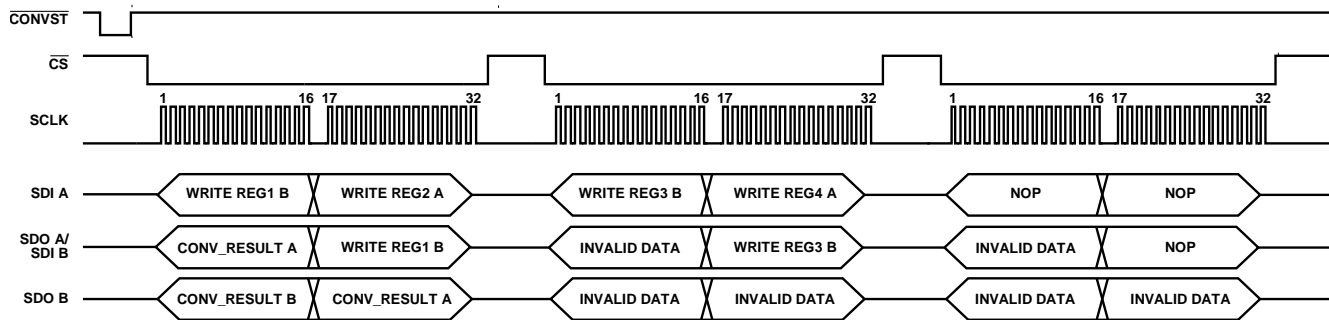 CONVST
CS
1 16 17 32 1 16 17 32 1 16 17 32
SCLK
SDI A WRITE REG1 B WRITE REG2 A WRITE REG3 B WRITE REG4 A NOP NOP
SDO A/
SDI B CONV_RESULT A WRITE REG1 B INVALID DATA WRITE REG3 B INVALID DATA NOP
SDO B CONV_RESULT B CONV_RESULT A INVALID DATA INVALID DATA INVALID DATA INVALID DATA